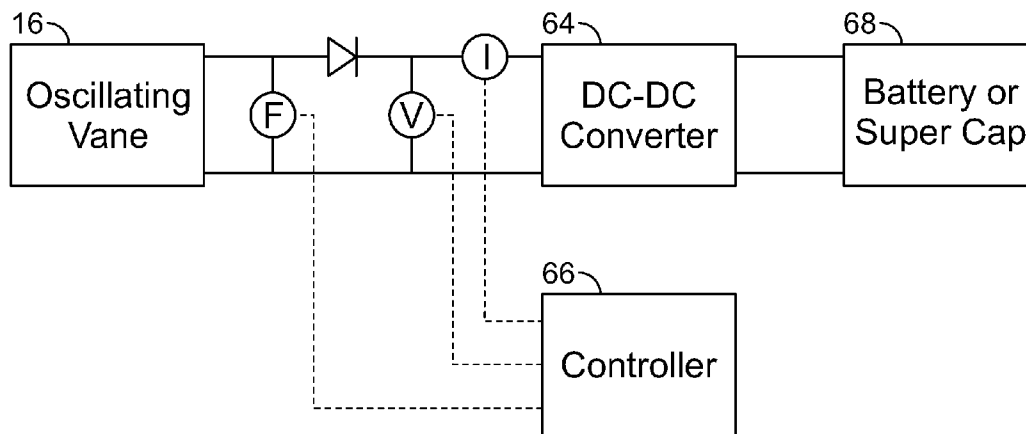 16
Oscillating
Vane
F
V
I
64
DC-DC
Converter
68
Battery or
Super Cap
66
Controller